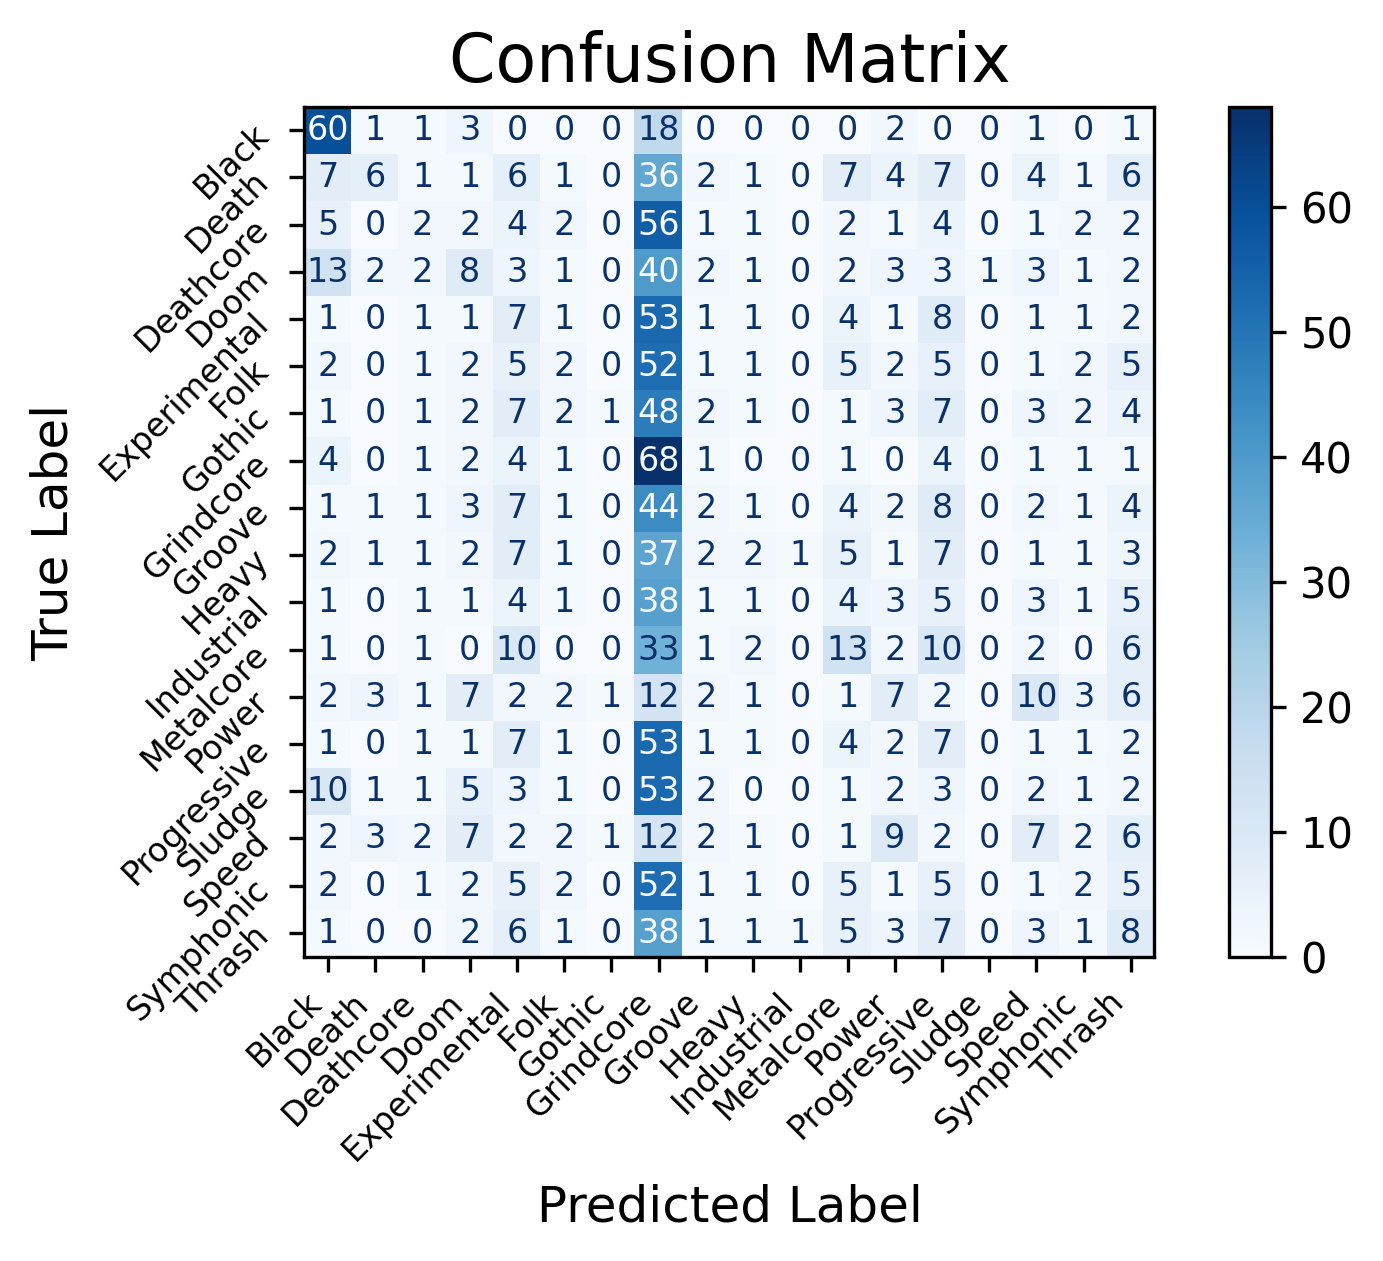 Confusion Matrix
True Label
Black 60 1 1 3 0 0 0 18 0 0 0 0 2 0 0 1 0 1
Death 7 6 1 1 6 1 0 36 2 1 0 7 4 7 0 4 1 6
Deathcore 5 0 2 2 4 2 0 56 1 1 0 2 1 4 0 1 2 2
Doom 13 2 2 8 3 1 0 40 2 1 0 2 3 3 1 3 1 2
Experimental 1 0 1 1 7 1 0 53 1 1 0 4 1 8 0 1 1 2
Folk 2 0 1 2 5 2 0 52 1 1 0 5 2 5 0 1 2 5
Gothic 1 0 1 2 7 2 1 48 2 1 0 1 3 7 0 3 2 4
Grindcore 4 0 1 2 4 1 0 68 1 0 0 1 0 4 0 1 1 1
Groove 1 1 1 3 7 1 0 44 2 1 0 4 2 8 0 2 1 4
Heavy 2 1 1 2 7 1 0 37 2 2 1 5 1 7 0 1 1 3
Industrial 1 0 1 1 4 1 0 38 1 1 0 4 3 5 0 3 1 5
Metalcore 1 0 1 0 10 0 0 33 1 2 0 13 2 10 0 2 0 6
Power 2 3 1 7 2 2 1 12 2 1 0 1 7 2 0 10 3 6
Progressive 1 0 1 1 7 1 0 53 1 1 0 4 2 7 0 1 1 2
Sludge 10 1 1 5 3 1 0 53 2 0 0 1 2 3 0 2 1 2
Speed 2 3 2 7 2 2 1 12 2 1 0 1 9 2 0 7 2 6
Symphonic 2 0 1 2 5 2 0 52 1 1 0 5 1 5 0 1 2 5
Thrash 1 0 0 2 6 1 0 38 1 1 1 5 3 7 0 3 1 8
Black Death Deathcore Doom Experimental Folk Gothic Grindcore Groove Heavy Industrial Metalcore Power Progressive Sludge Speed Symphonic Thrash
Predicted Label
60
50
40
30
20
10
0